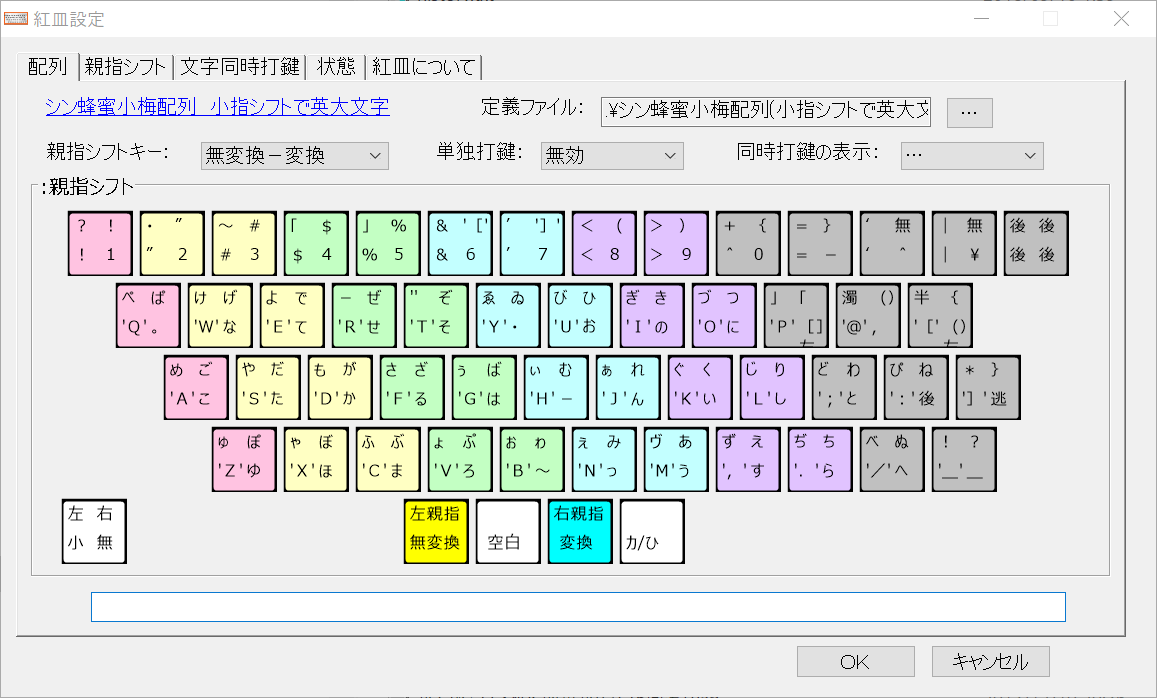 紅皿設定
配列 親指シフト 文字同時打鍵 状態 紅皿について
シン蜂蜜小梅配列 小指シフトで英大文字 定義ファイル: .¥シン蜂蜜小梅配列(小指シフトで英大文 ...
親指シフトキー: 無変換－変換 単独打鍵: 無効 同時打鍵の表示: ...
:親指シフト
? ! ・ ″ ～ # ｢ $ ｣ % & '[' ′ ']' < ( > ) + { = } ‘ 無 | 無 後 後
! 1 ″ 2 # 3 $ 4 % 5 & 6 ′ 7 < 8 > 9 ＾ 0 = － ‘ ＾ | ¥ 後 後
べ ぱ け げ よ で － ぜ " ぞ ゑ ゐ び ひ ぎ き づ つ 」 「 濁 () 半 {
'Q' 。 'W' な 'E' て 'R' せ 'T' そ 'Y' ・ 'U' お 'I' の 'O' に 'P' [] '@' , '[' ()
め ご や だ も が さ ざ ぅ ば ぃ む ぁ れ ぐ く じ り ど わ ぴ ね * }
'A' こ 'S' た 'D' か 'F' る 'G' は 'H' － 'J' ん 'K' い 'L' し ';' と ':' 後 ']' 逃
ゅ ぽ ゃ ぼ ふ ぶ ょ ぷ ぉ ゎ ぇ み ヴ あ ず え ぢ ち ぺ ぬ ! ?
'Z' ゆ 'X' ほ 'C' ま 'V' ろ 'B' ～ 'N' っ 'M' う ',' す '.' ら '／' へ '＿' ＿
左 右 左親指 右親指
小 無 無変換 空白 変換 カ/ひ
OK キャンセル